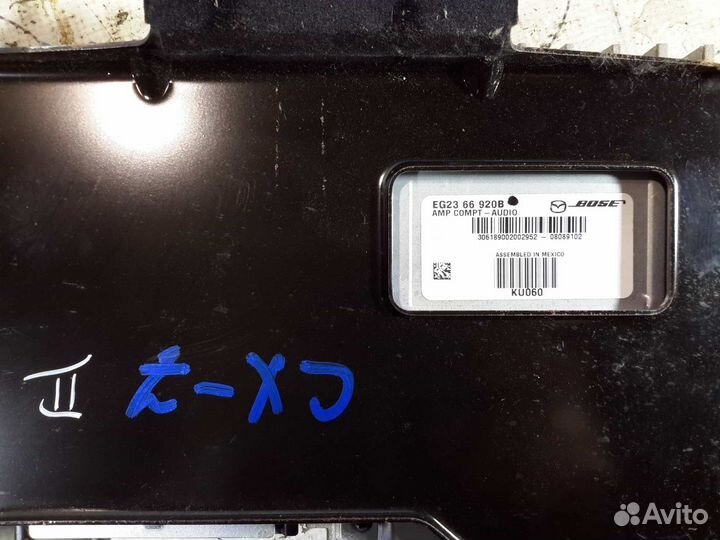 EG23 66 920B
BOSE
AMP COMPT - AUDIO
306189002002952 - 08089102
ASSEMBLED IN MEXICO
KU060
CX-7
II
Avito